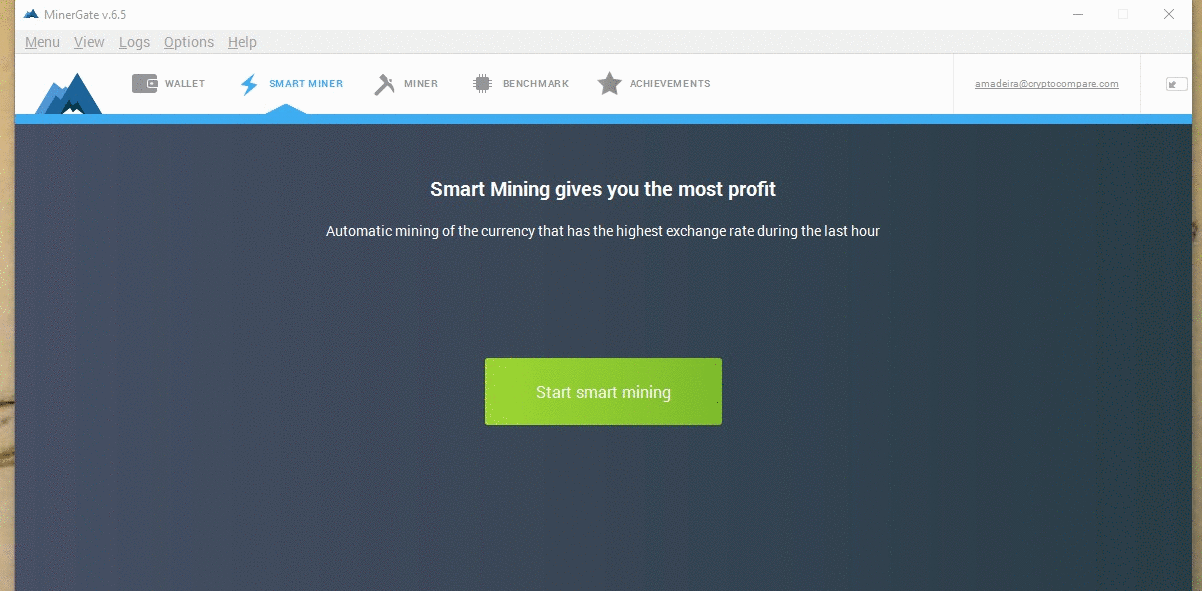 MinerGate v.6.5
Menu View Logs Options Help
WALLET SMART MINER MINER BENCHMARK ACHIEVEMENTS amadeira@cryptocompare.com
Smart Mining gives you the most profit
Automatic mining of the currency that has the highest exchange rate during the last hour
Start smart mining